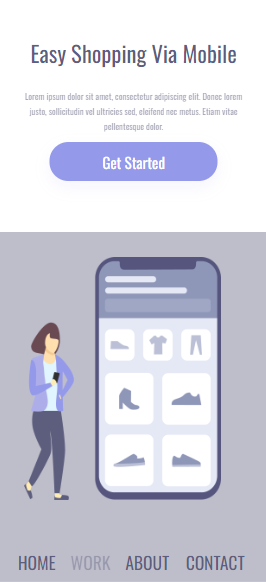 Easy Shopping Via Mobile
Lorem ipsum dolor sit amet, consectetur adipiscing elit. Donec lorem
justo, sollicitudin vel ultricies sed, eleifend nec metus. Etiam vitae
pellentesque dolor.
Get Started
HOME WORK ABOUT CONTACT